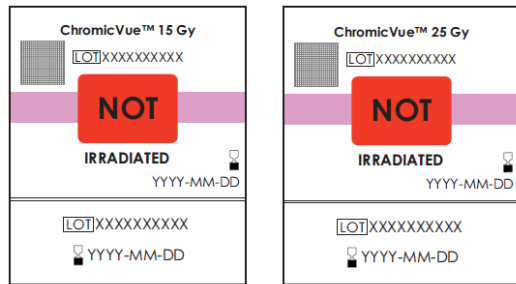 ChromicVue™ 15 Gy
LOT XXXXXXXXXX
NOT
IRRADIATED
YYYY-MM-DD
LOT XXXXXXXXXX
YYYY-MM-DD
ChromicVue™ 25 Gy
LOT XXXXXXXXXX
NOT
IRRADIATED
YYYY-MM-DD
LOT XXXXXXXXXX
YYYY-MM-DD